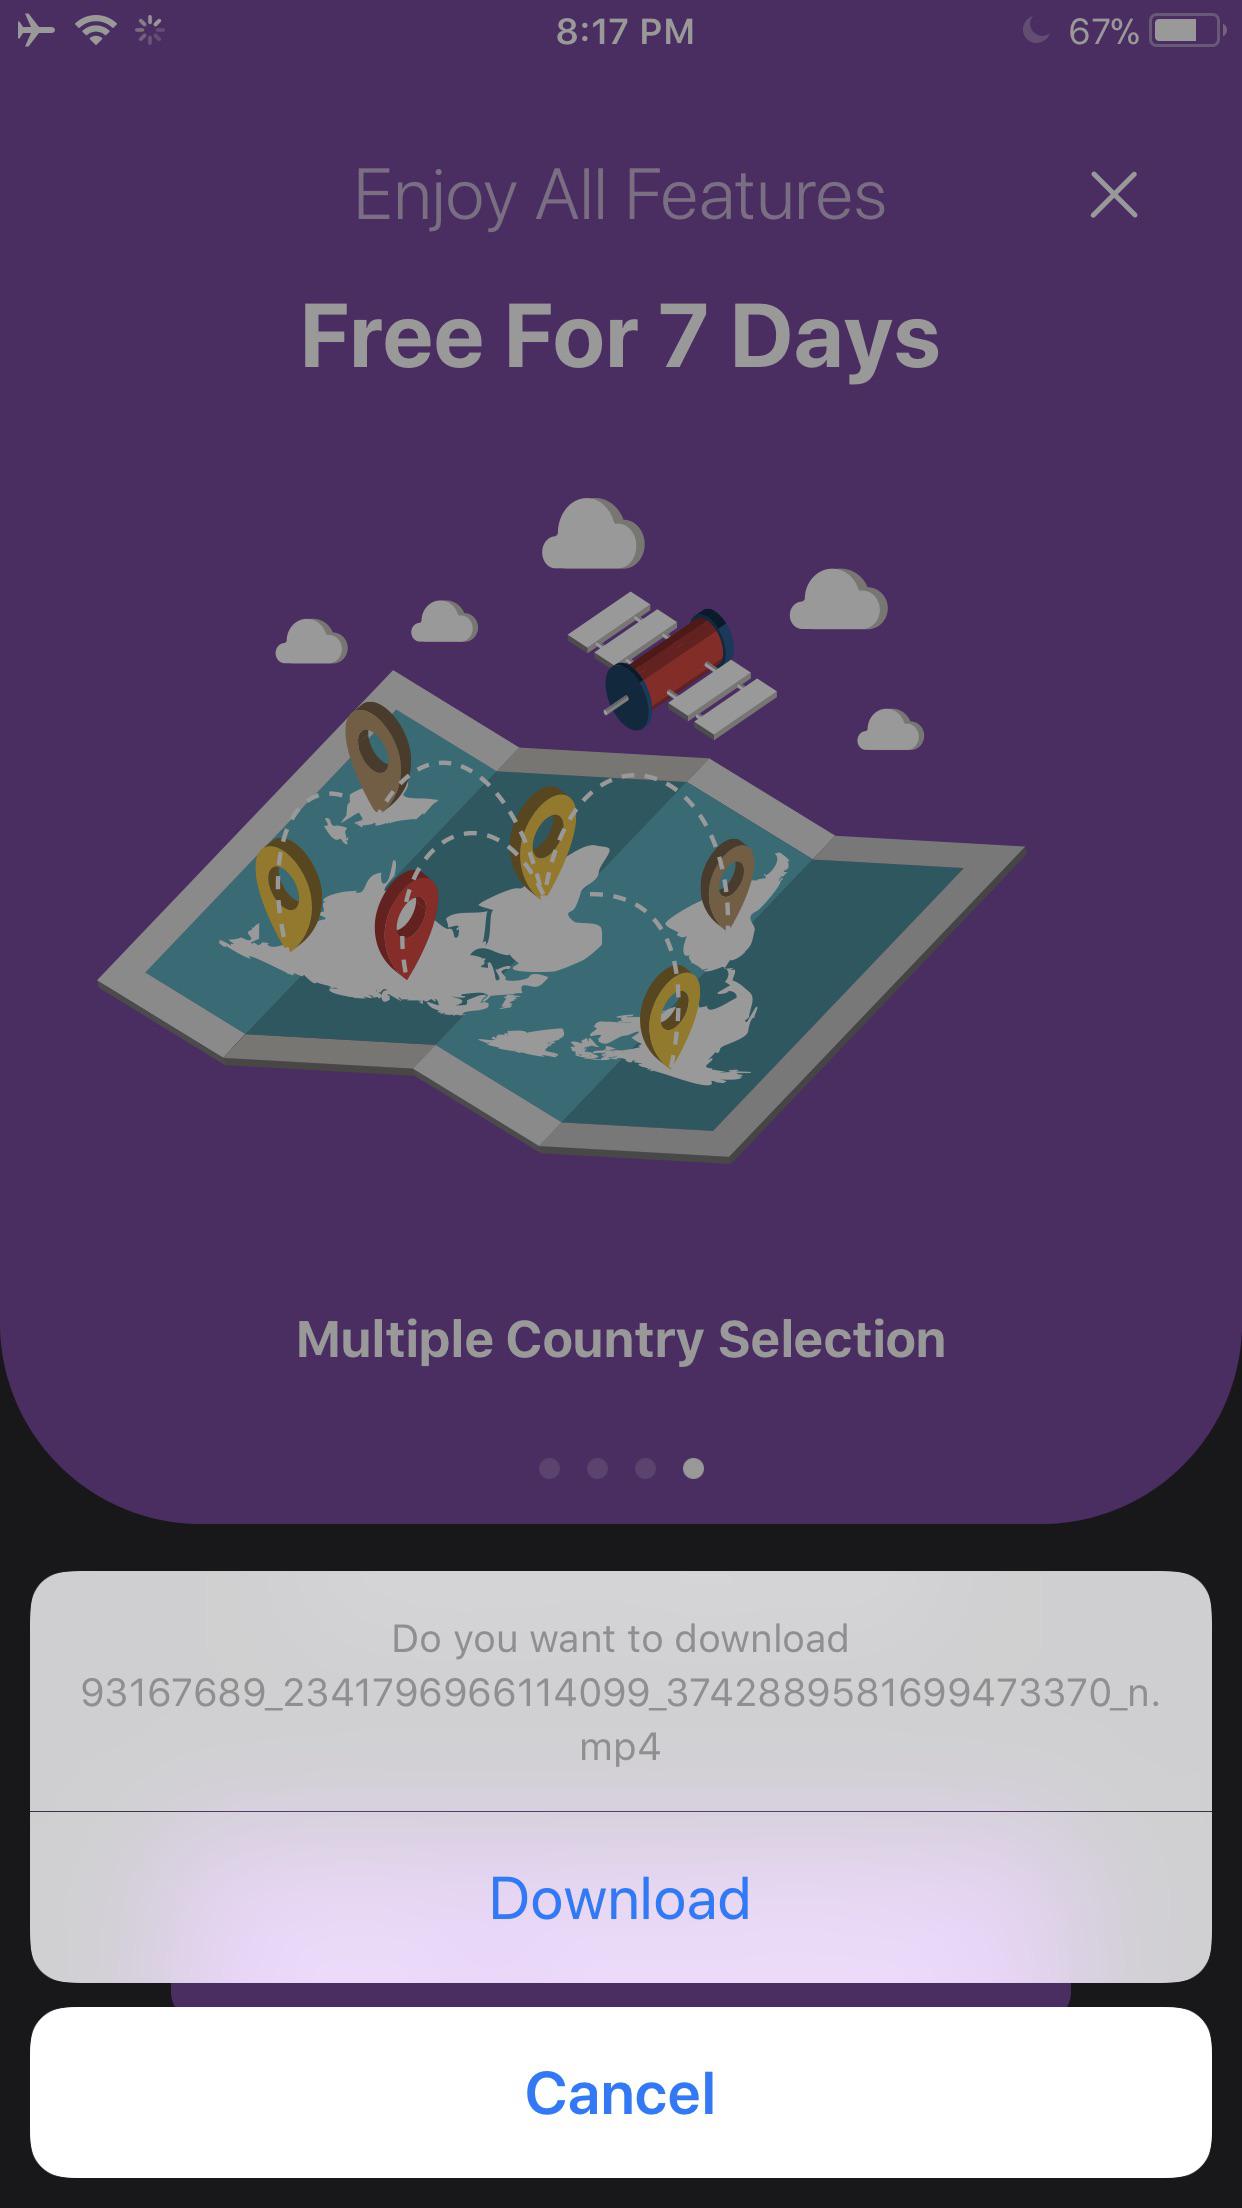 8:17 PM
67%
Enjoy All Features
Free For 7 Days
Multiple Country Selection
Do you want to download
93167689_23417966114099_3742889581699473370_n.
mp4
Download
Cancel